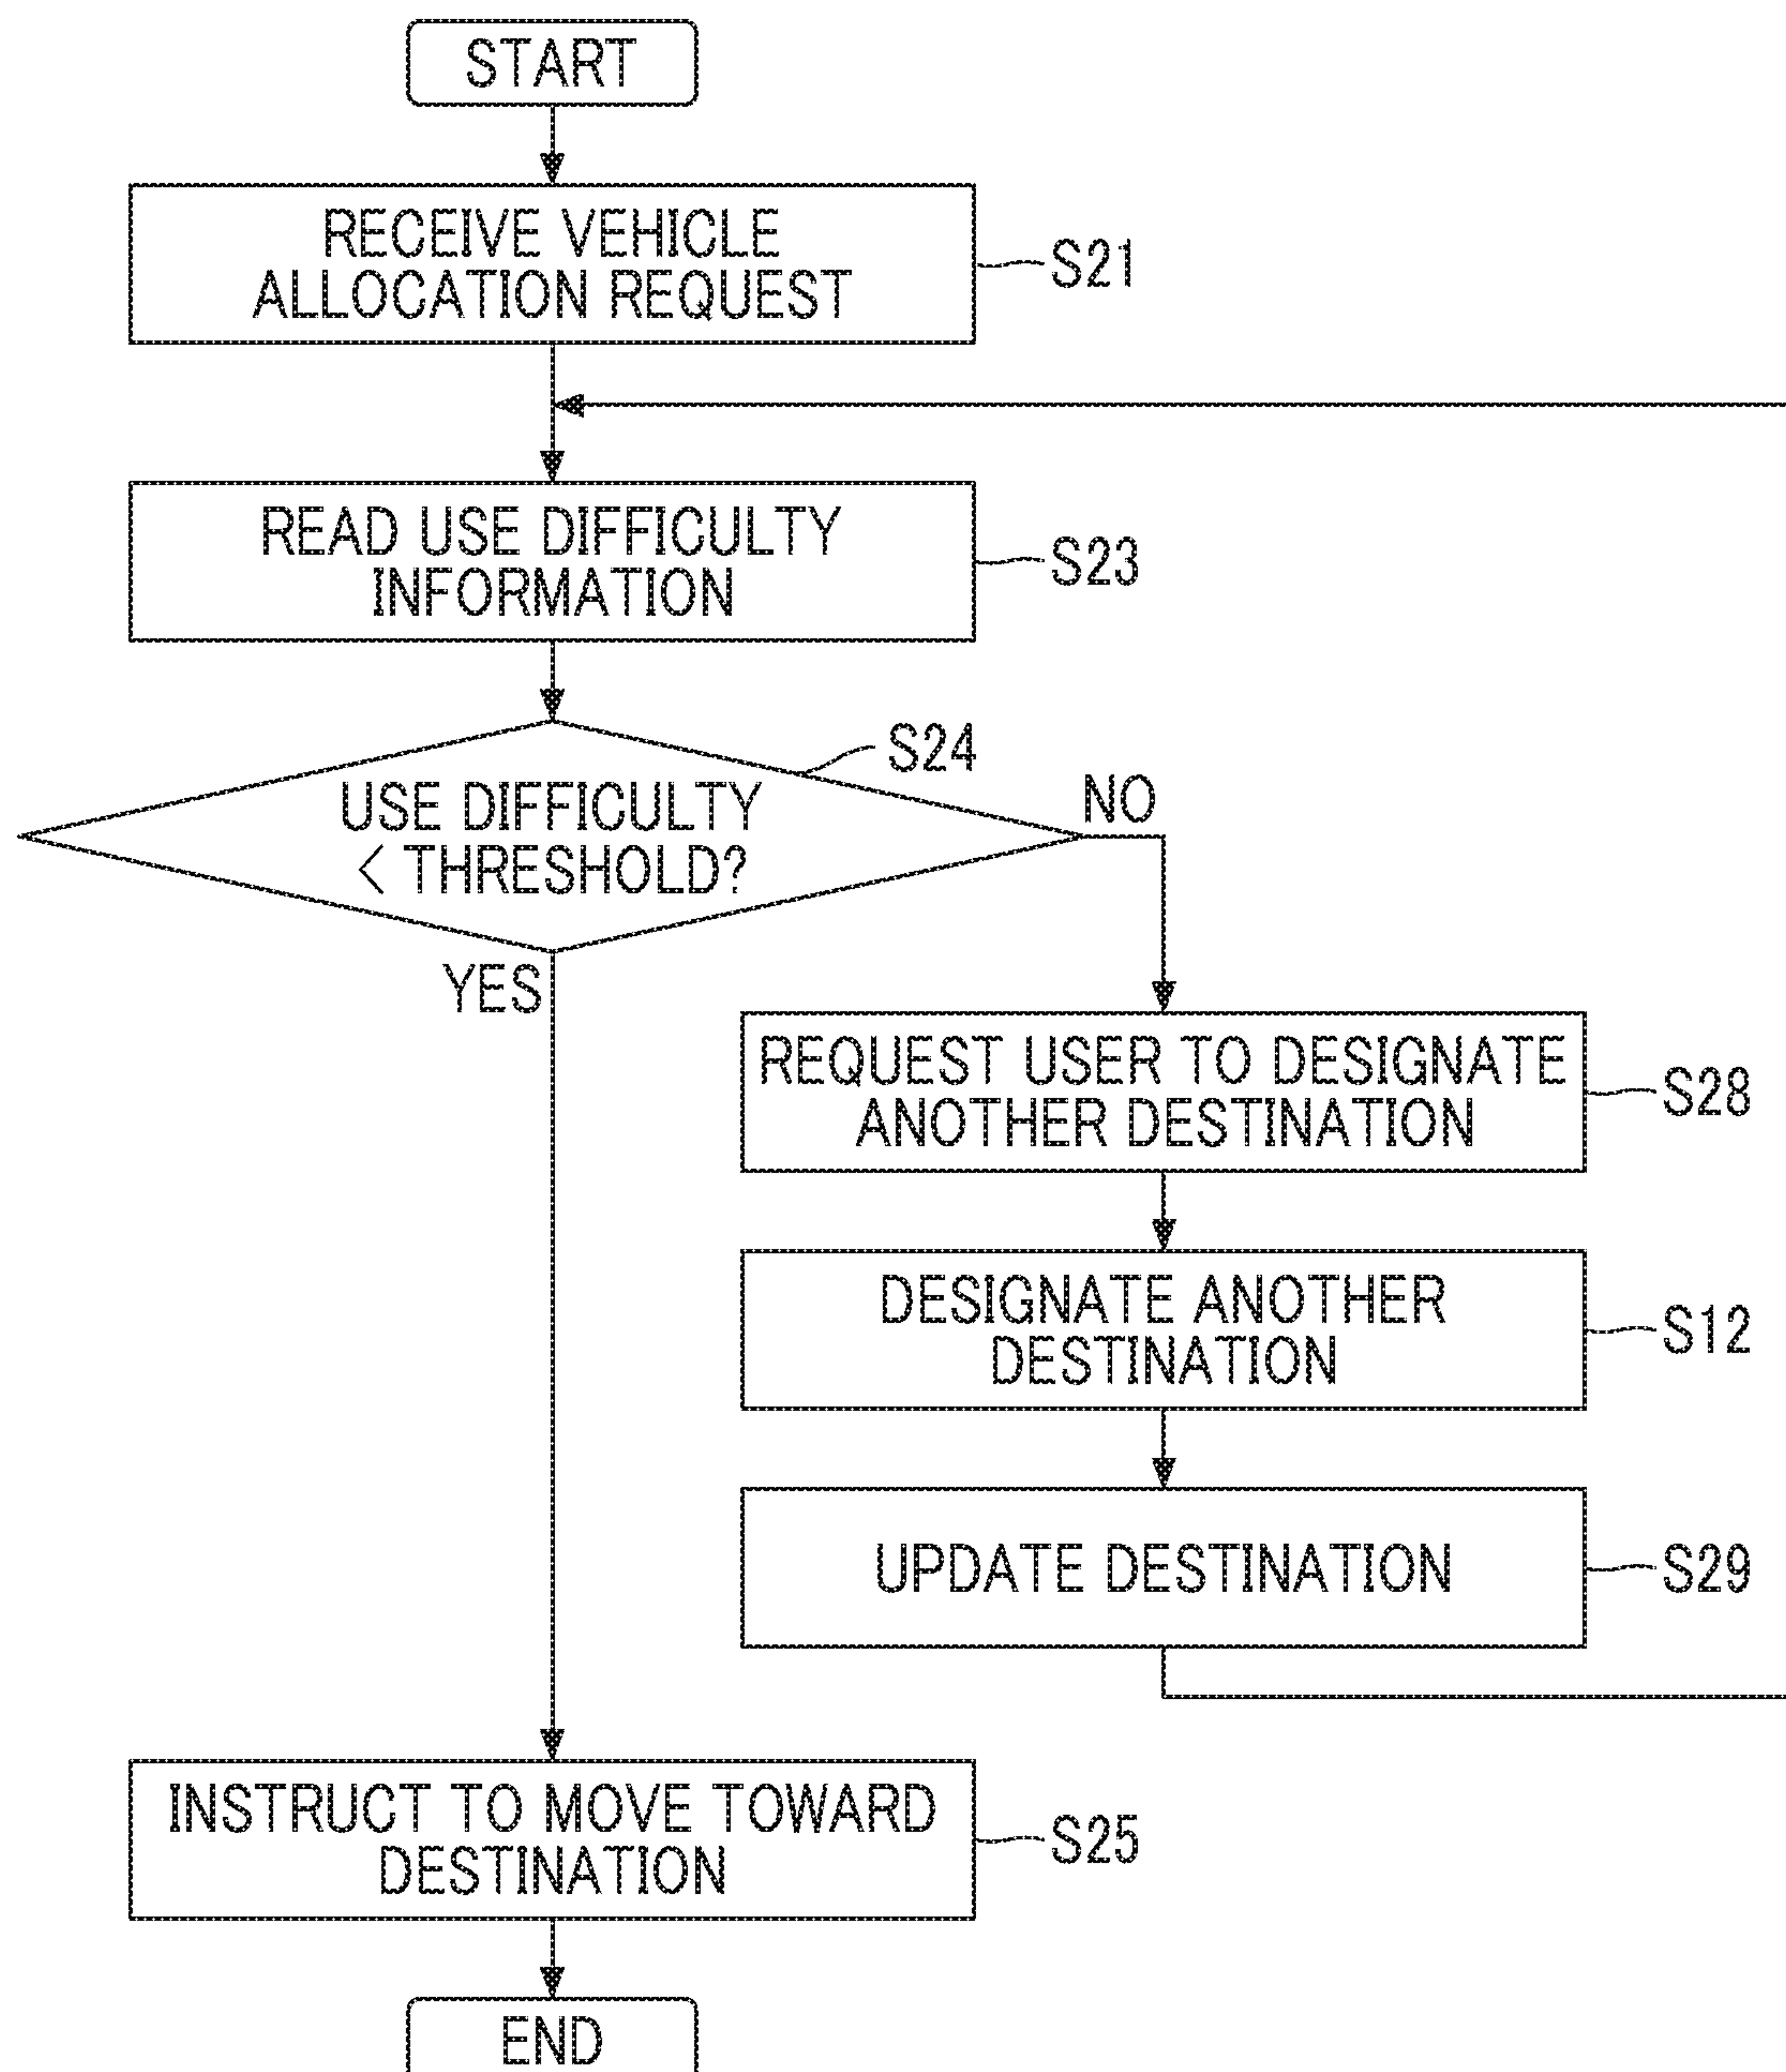 START
RECEIVE VEHICLE
ALLOCATION REQUEST
S21
READ USE DIFFICULTY
INFORMATION
S23
S24
USE DIFFICULTY
< THRESHOLD?
NO
YES
REQUEST USER TO DESIGNATE
ANOTHER DESTINATION
S28
DESIGNATE ANOTHER
DESTINATION
S12
UPDATE DESTINATION
S29
INSTRUCT TO MOVE TOWARD
DESTINATION
S25
END